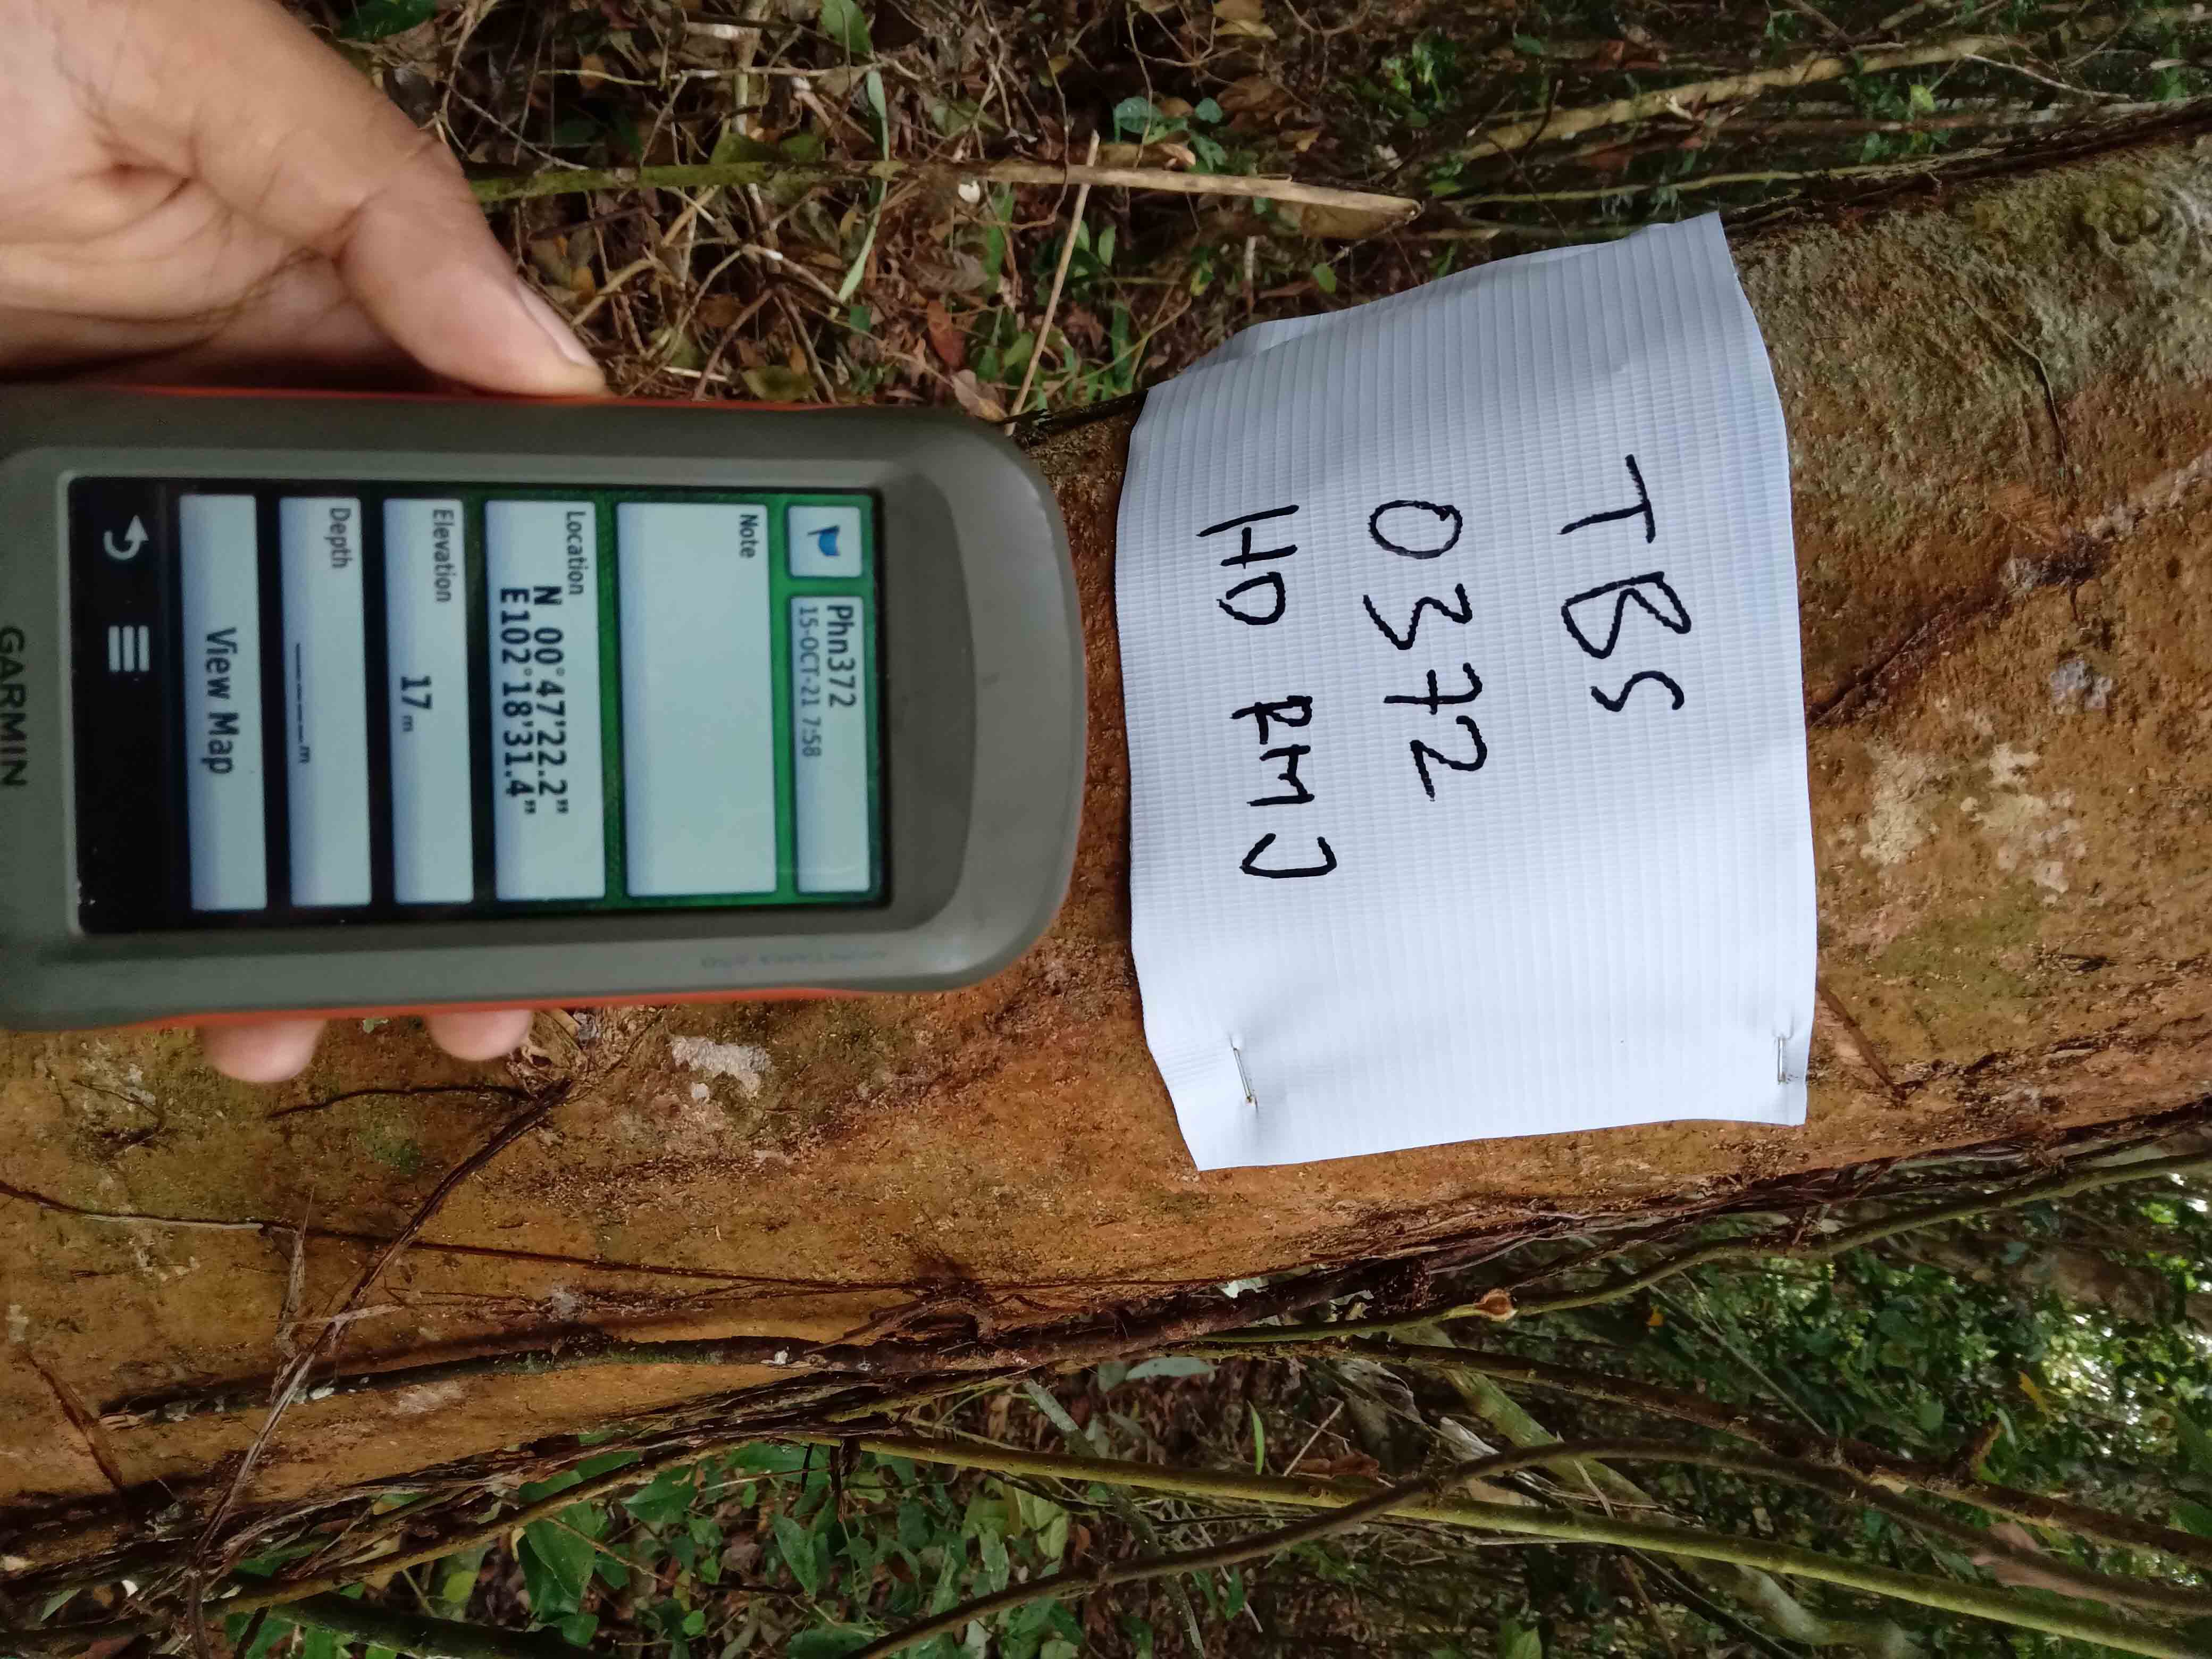 TBS
0372
HD RMJ
Phn372
15-OCT-21 7:58
Note
Location
N 00°47'22.2"
E102°18'31.4"
Elevation
17 m
Depth
_____m
View Map
GARMIN